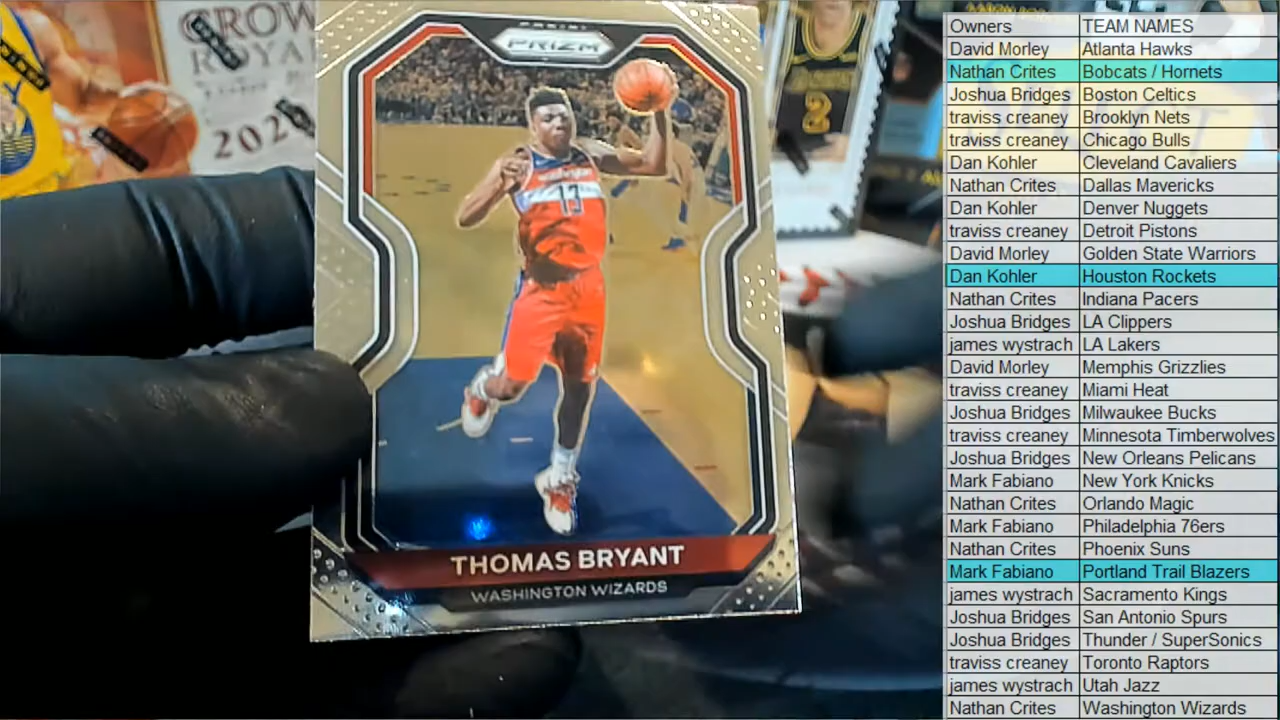 CROWN
ROYALE
2020
PANINI
PRIZM
Washington
13
2
THOMAS BRYANT
WASHINGTON WIZARDS
Owners TEAM NAMES
David Morley Atlanta Hawks
Nathan Crites Bobcats / Hornets
Joshua Bridges Boston Celtics
traviss creaney Brooklyn Nets
traviss creaney Chicago Bulls
Dan Kohler Cleveland Cavaliers
Nathan Crites Dallas Mavericks
Dan Kohler Denver Nuggets
traviss creaney Detroit Pistons
David Morley Golden State Warriors
Dan Kohler Houston Rockets
Nathan Crites Indiana Pacers
Joshua Bridges LA Clippers
james wystrach LA Lakers
David Morley Memphis Grizzlies
traviss creaney Miami Heat
Joshua Bridges Milwaukee Bucks
traviss creaney Minnesota Timberwolves
Joshua Bridges New Orleans Pelicans
Mark Fabiano New York Knicks
Nathan Crites Orlando Magic
Mark Fabiano Philadelphia 76ers
Nathan Crites Phoenix Suns
Mark Fabiano Portland Trail Blazers
james wystrach Sacramento Kings
Joshua Bridges San Antonio Spurs
Joshua Bridges Thunder / SuperSonics
traviss creaney Toronto Raptors
james wystrach Utah Jazz
Nathan Crites Washington Wizards